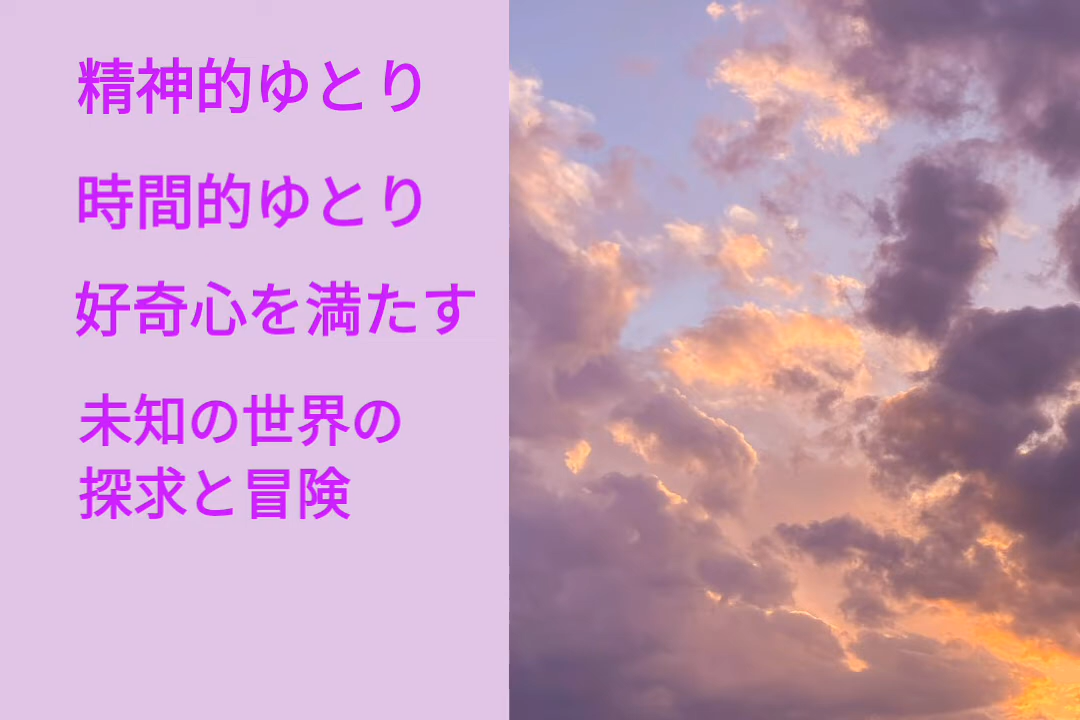 精神的ゆとり
時間的ゆとり
好奇心を満たす
未知の世界の
探求と冒険